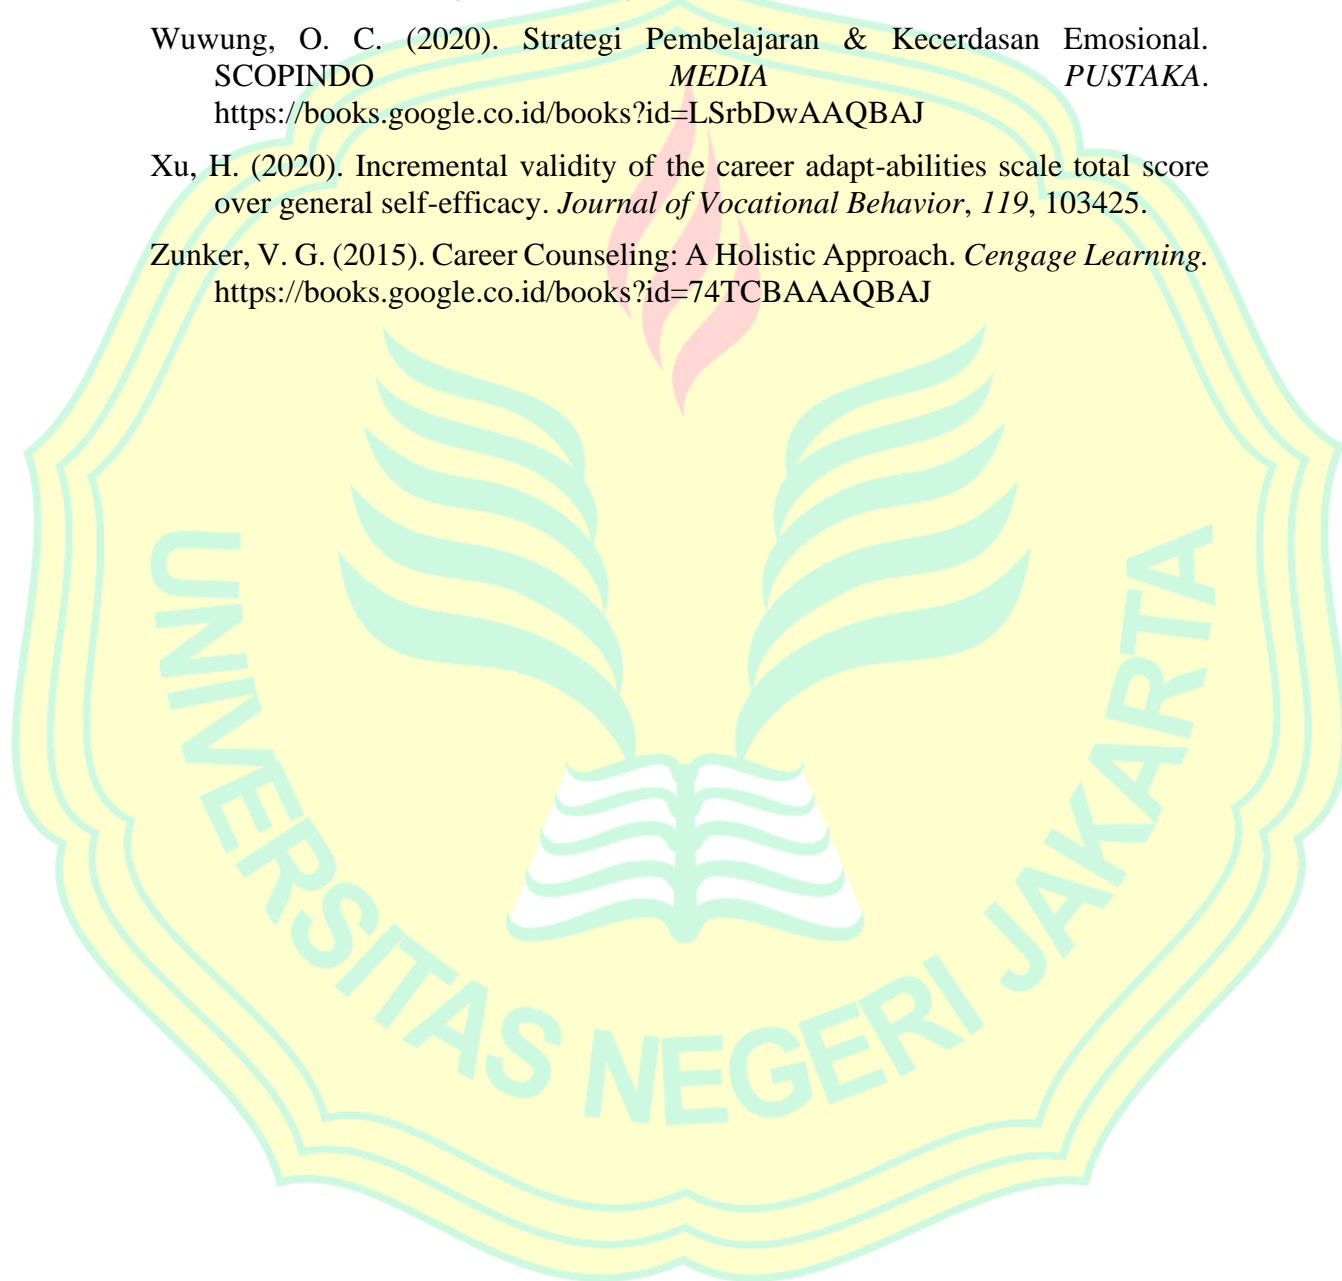 Wuwung, O. C. (2020). Strategi Pembelajaran & Kecerdasan Emosional.
SCOPINDO MEDIA PUSTAKA.
https://books.google.co.id/books?id=LSrbDwAAQBAJ
Xu, H. (2020). Incremental validity of the career adapt-abilities scale total score
over general self-efficacy. Journal of Vocational Behavior, 119, 103425.
Zunker, V. G. (2015). Career Counseling: A Holistic Approach. Cengage Learning.
https://books.google.co.id/books?id=74TCBAAAQBAJ
UNIVERSITAS NEGERI JAKARTA